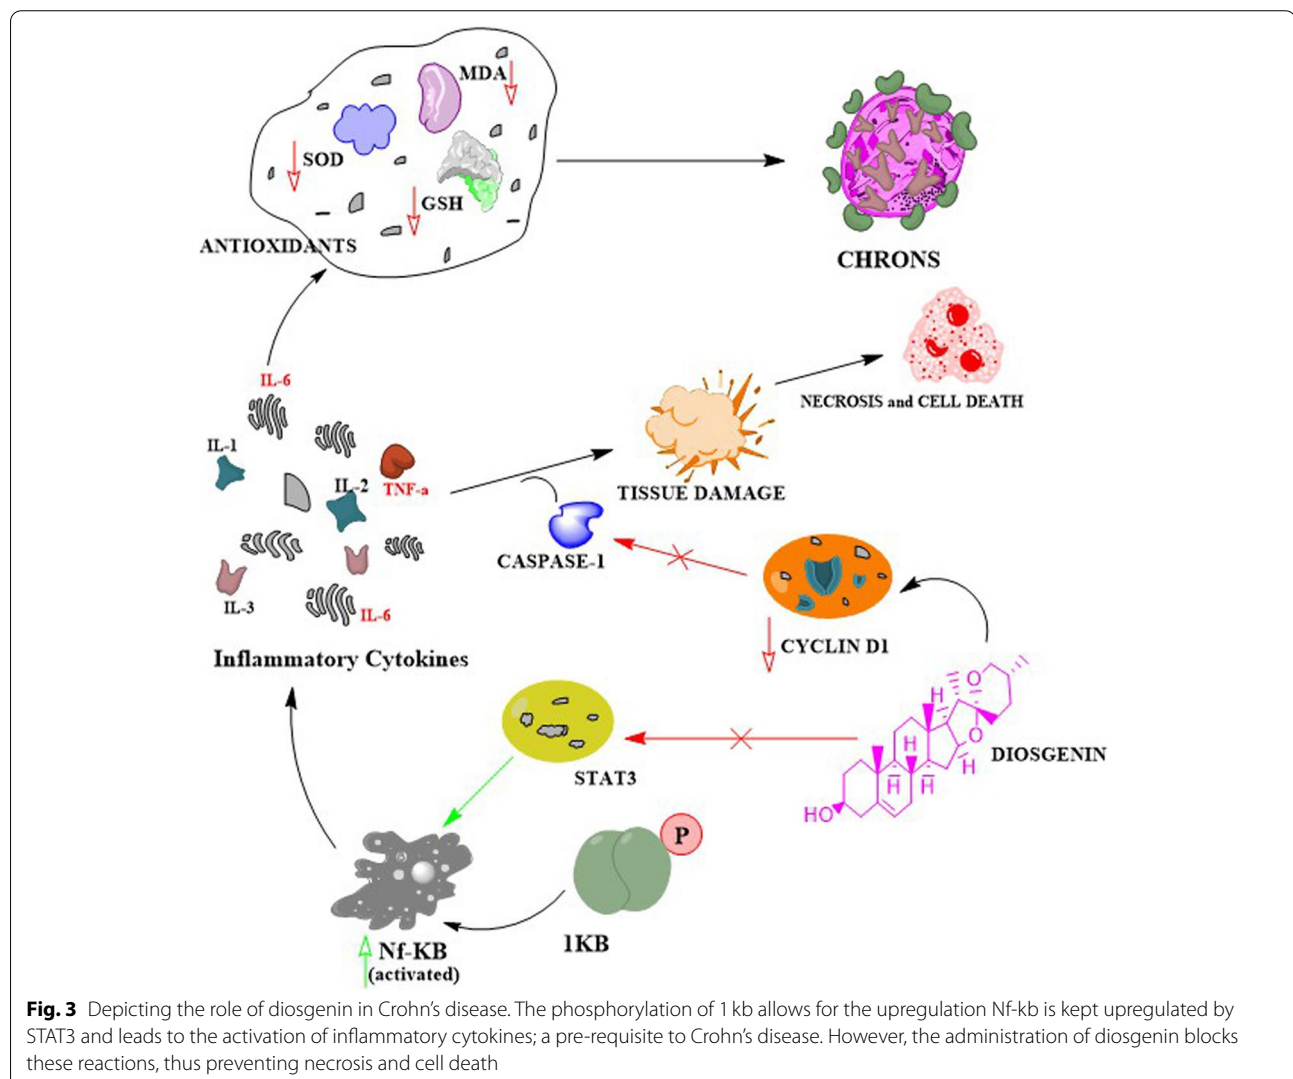 MDA
SOD
GSH
ANTIOXIDANTS
CHRONS
IL-6
NECROSIS and CELL DEATH
IL-1
IL-2
TNF-a
TISSUE DAMAGE
CASPASE-1
IL-3
IL-6
CYCLIN D1
Inflammatory Cytokines
O
H
O
DIOSGENIN
H
H
H
H
HO
STAT3
P
1KB
Nf-KB
(activated)
Fig. 3 Depicting the role of diosgenin in Crohn's disease. The phosphorylation of 1 kb allows for the upregulation Nf-kb is kept upregulated by
STAT3 and leads to the activation of inflammatory cytokines; a pre-requisite to Crohn's disease. However, the administration of diosgenin blocks
these reactions, thus preventing necrosis and cell death